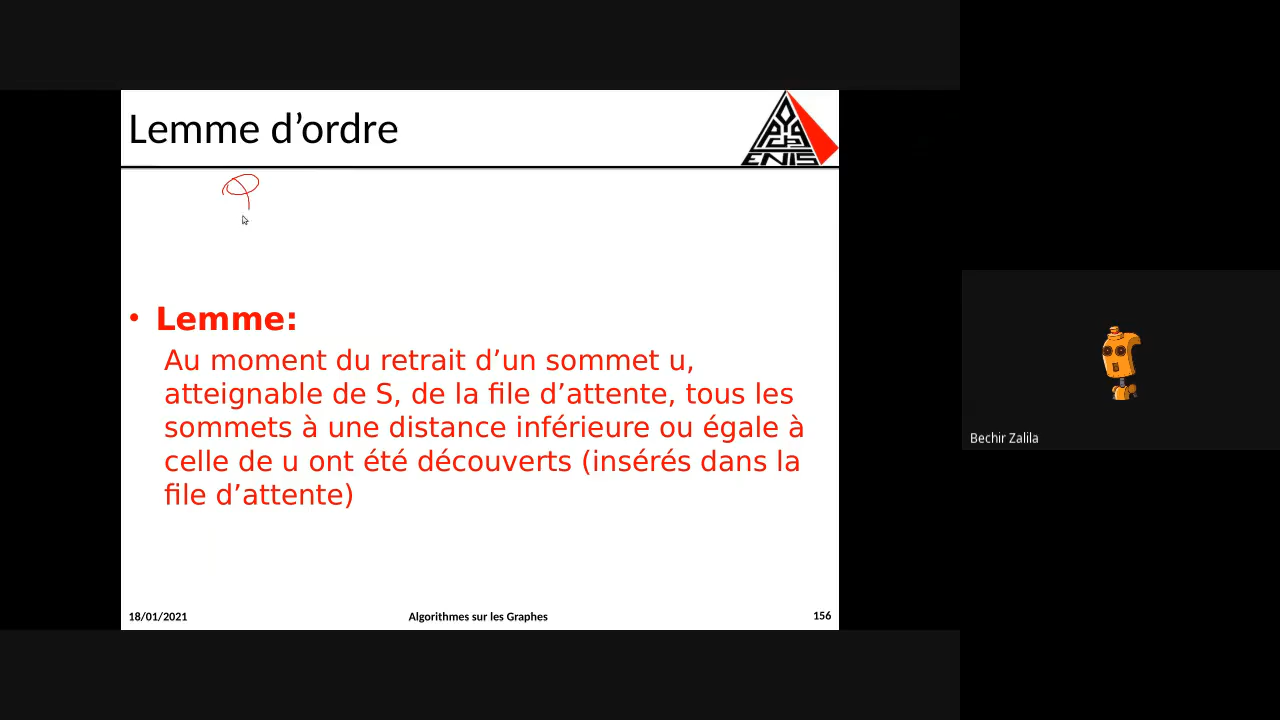 Lemme d’ordre
ENIS
• Lemme:
Au moment du retrait d’un sommet u,
atteignable de S, de la file d’attente, tous les
sommets à une distance inférieure ou égale à
celle de u ont été découverts (insérés dans la
file d’attente)
18/01/2021 Algorithmes sur les Graphes 156
Bechir Zalila